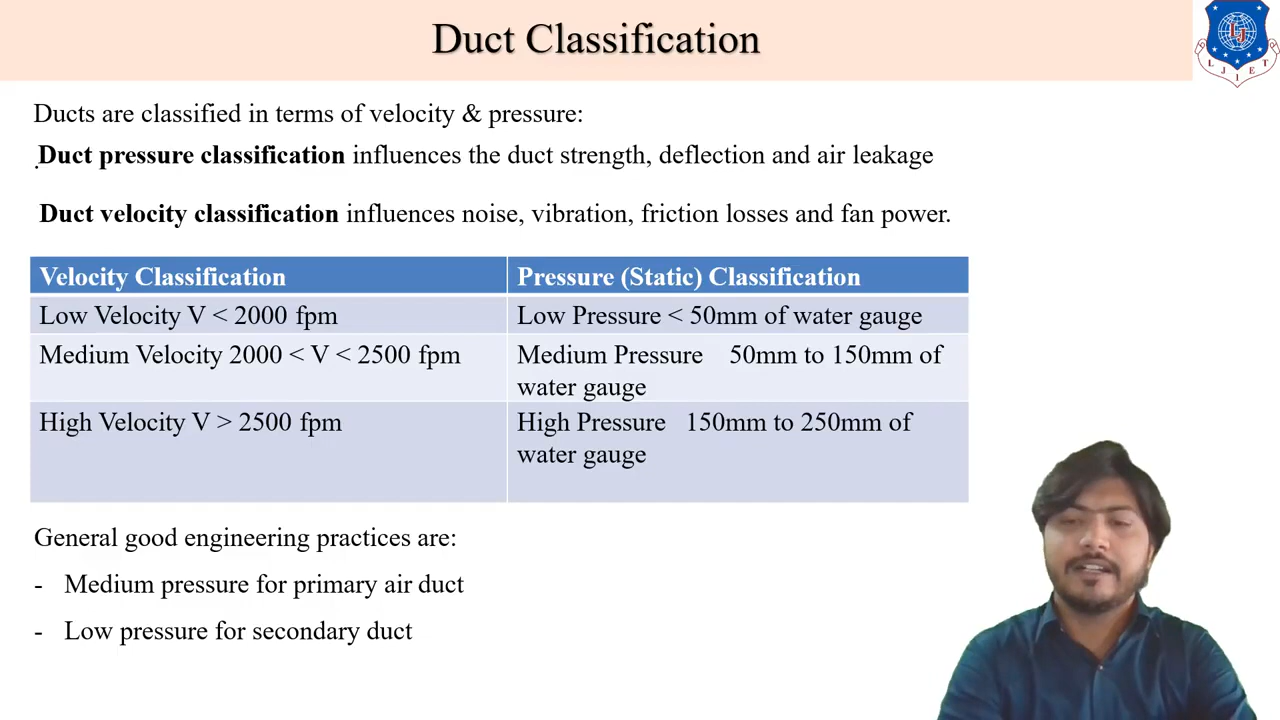 Duct Classification
LJ
L J I E T
Ducts are classified in terms of velocity & pressure:
.Duct pressure classification influences the duct strength, deflection and air leakage
Duct velocity classification influences noise, vibration, friction losses and fan power.
Velocity Classification Pressure (Static) Classification
Low Velocity V < 2000 fpm Low Pressure < 50mm of water gauge
Medium Velocity 2000 < V < 2500 fpm Medium Pressure 50mm to 150mm of
water gauge
High Velocity V > 2500 fpm High Pressure 150mm to 250mm of
water gauge
General good engineering practices are:
- Medium pressure for primary air duct
- Low pressure for secondary duct